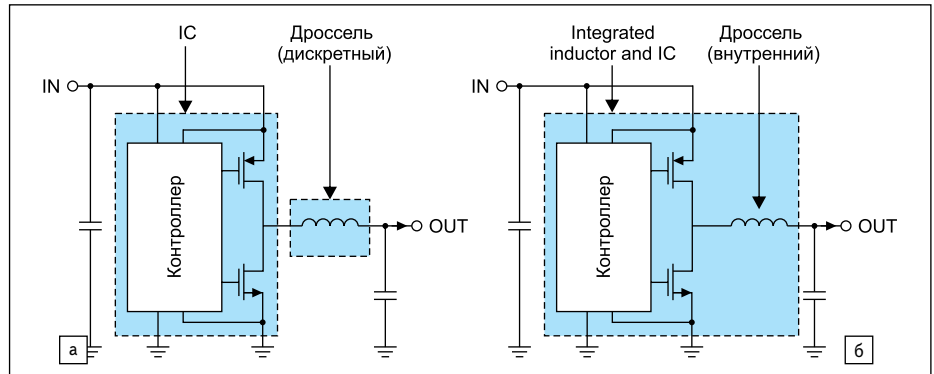 IC
Дроссель
(дискретный)
IN
Контроллер
OUT
а
Integrated
inductor and IC
Дроссель
(внутренний)
IN
Контроллер
OUT
б